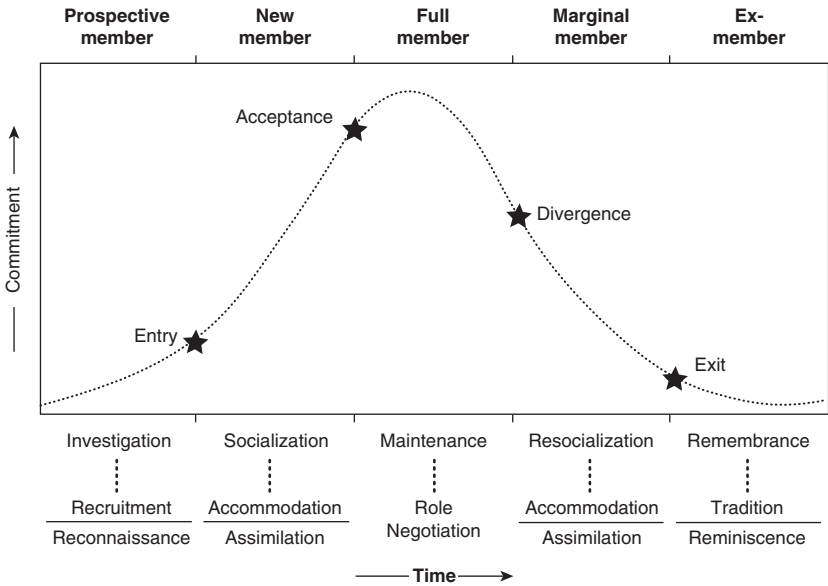 Prospective member
New member
Full member
Marginal member
Ex-member
Commitment
Acceptance
Divergence
Entry
Exit
Investigation
Socialization
Maintenance
Resocialization
Remembrance
Recruitment
Reconnaissance
Accommodation
Assimilation
Role
Negotiation
Accommodation
Assimilation
Tradition
Reminiscence
Time